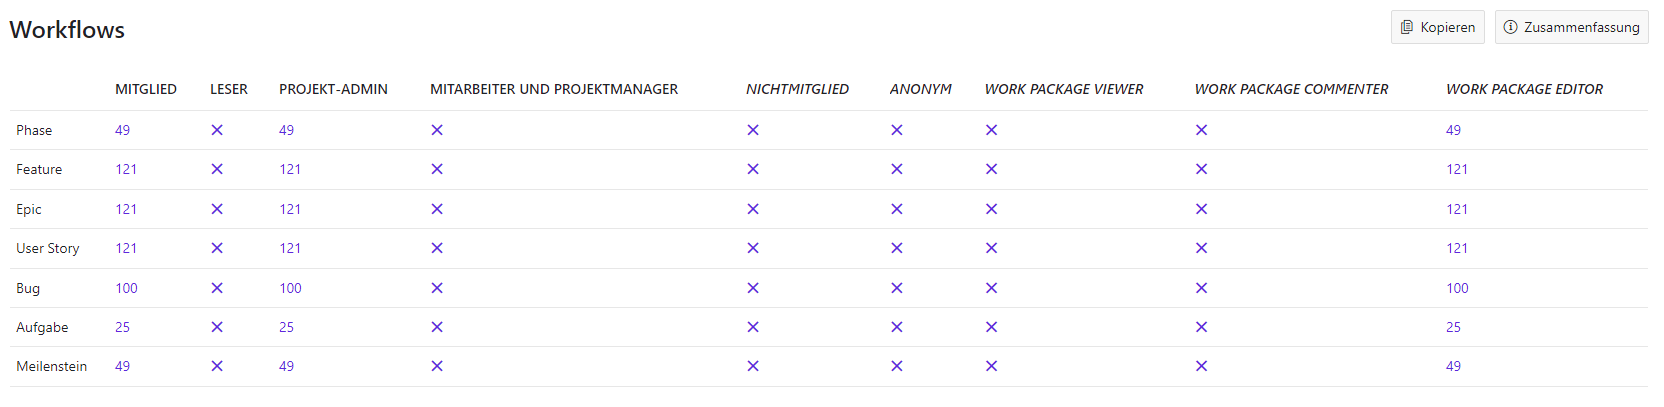 Workflows
Kopieren
Zusammenfassung
MITGLIED LESER PROJEKT-ADMIN MITARBEITER UND PROJEKTMANAGER NICHTMITGLIED ANONYM WORK PACKAGE VIEWER WORK PACKAGE COMMENTER WORK PACKAGE EDITOR
Phase 49 49 49
Feature 121 121 121
Epic 121 121 121
User Story 121 121 121
Bug 100 100 100
Aufgabe 25 25 25
Meilenstein 49 49 49